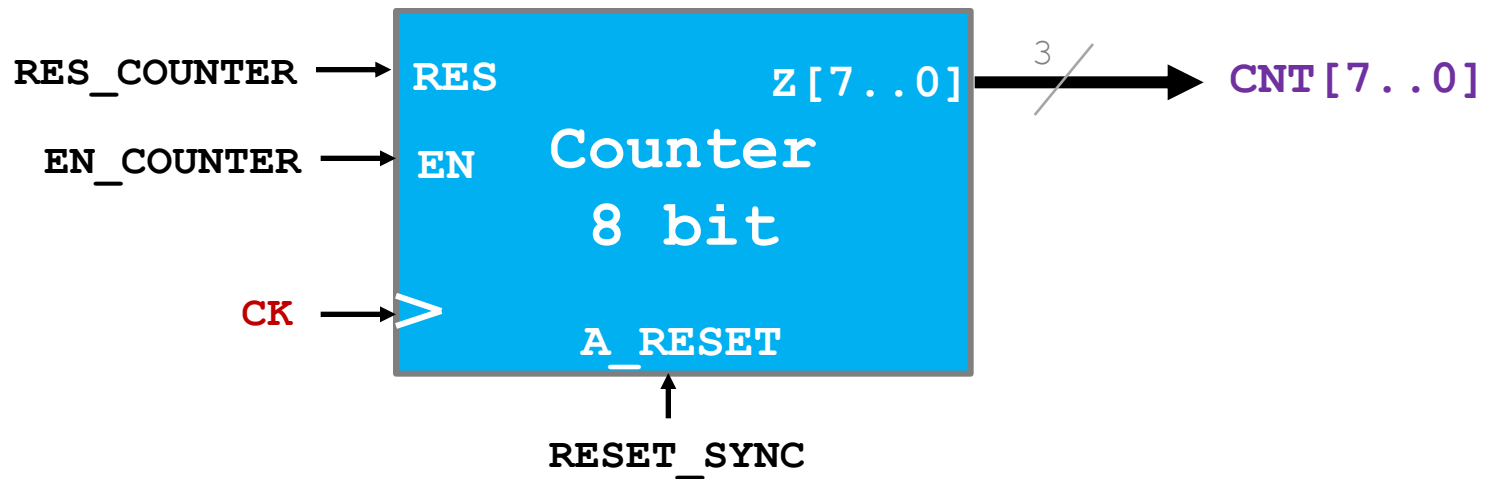 RES_COUNTER
RES
Z[7..0]
3
CNT[7..0]
EN_COUNTER
EN
Counter
8 bit
CK
>
A_RESET
RESET_SYNC